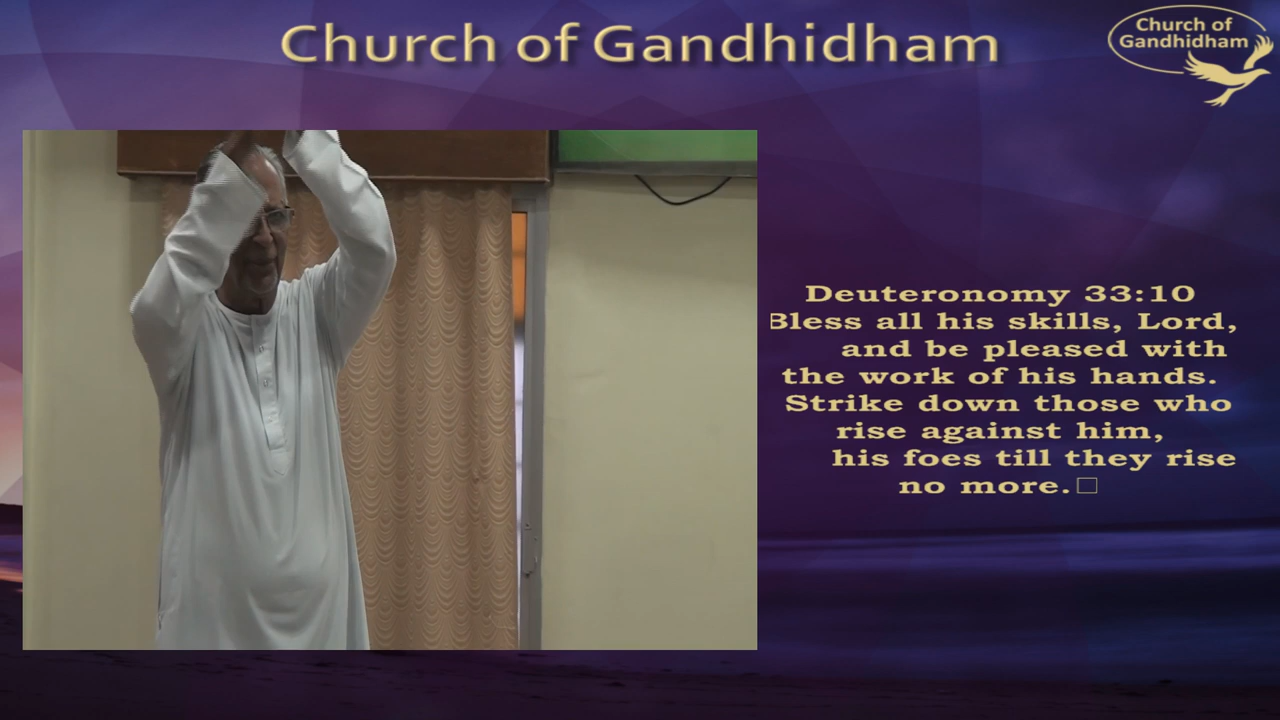 Church of Gandhidham
Church of
Gandhidham
Deuteronomy 33:10
Bless all his skills, Lord,
and be pleased with
the work of his hands.
Strike down those who
rise against him,
his foes till they rise
no more.□